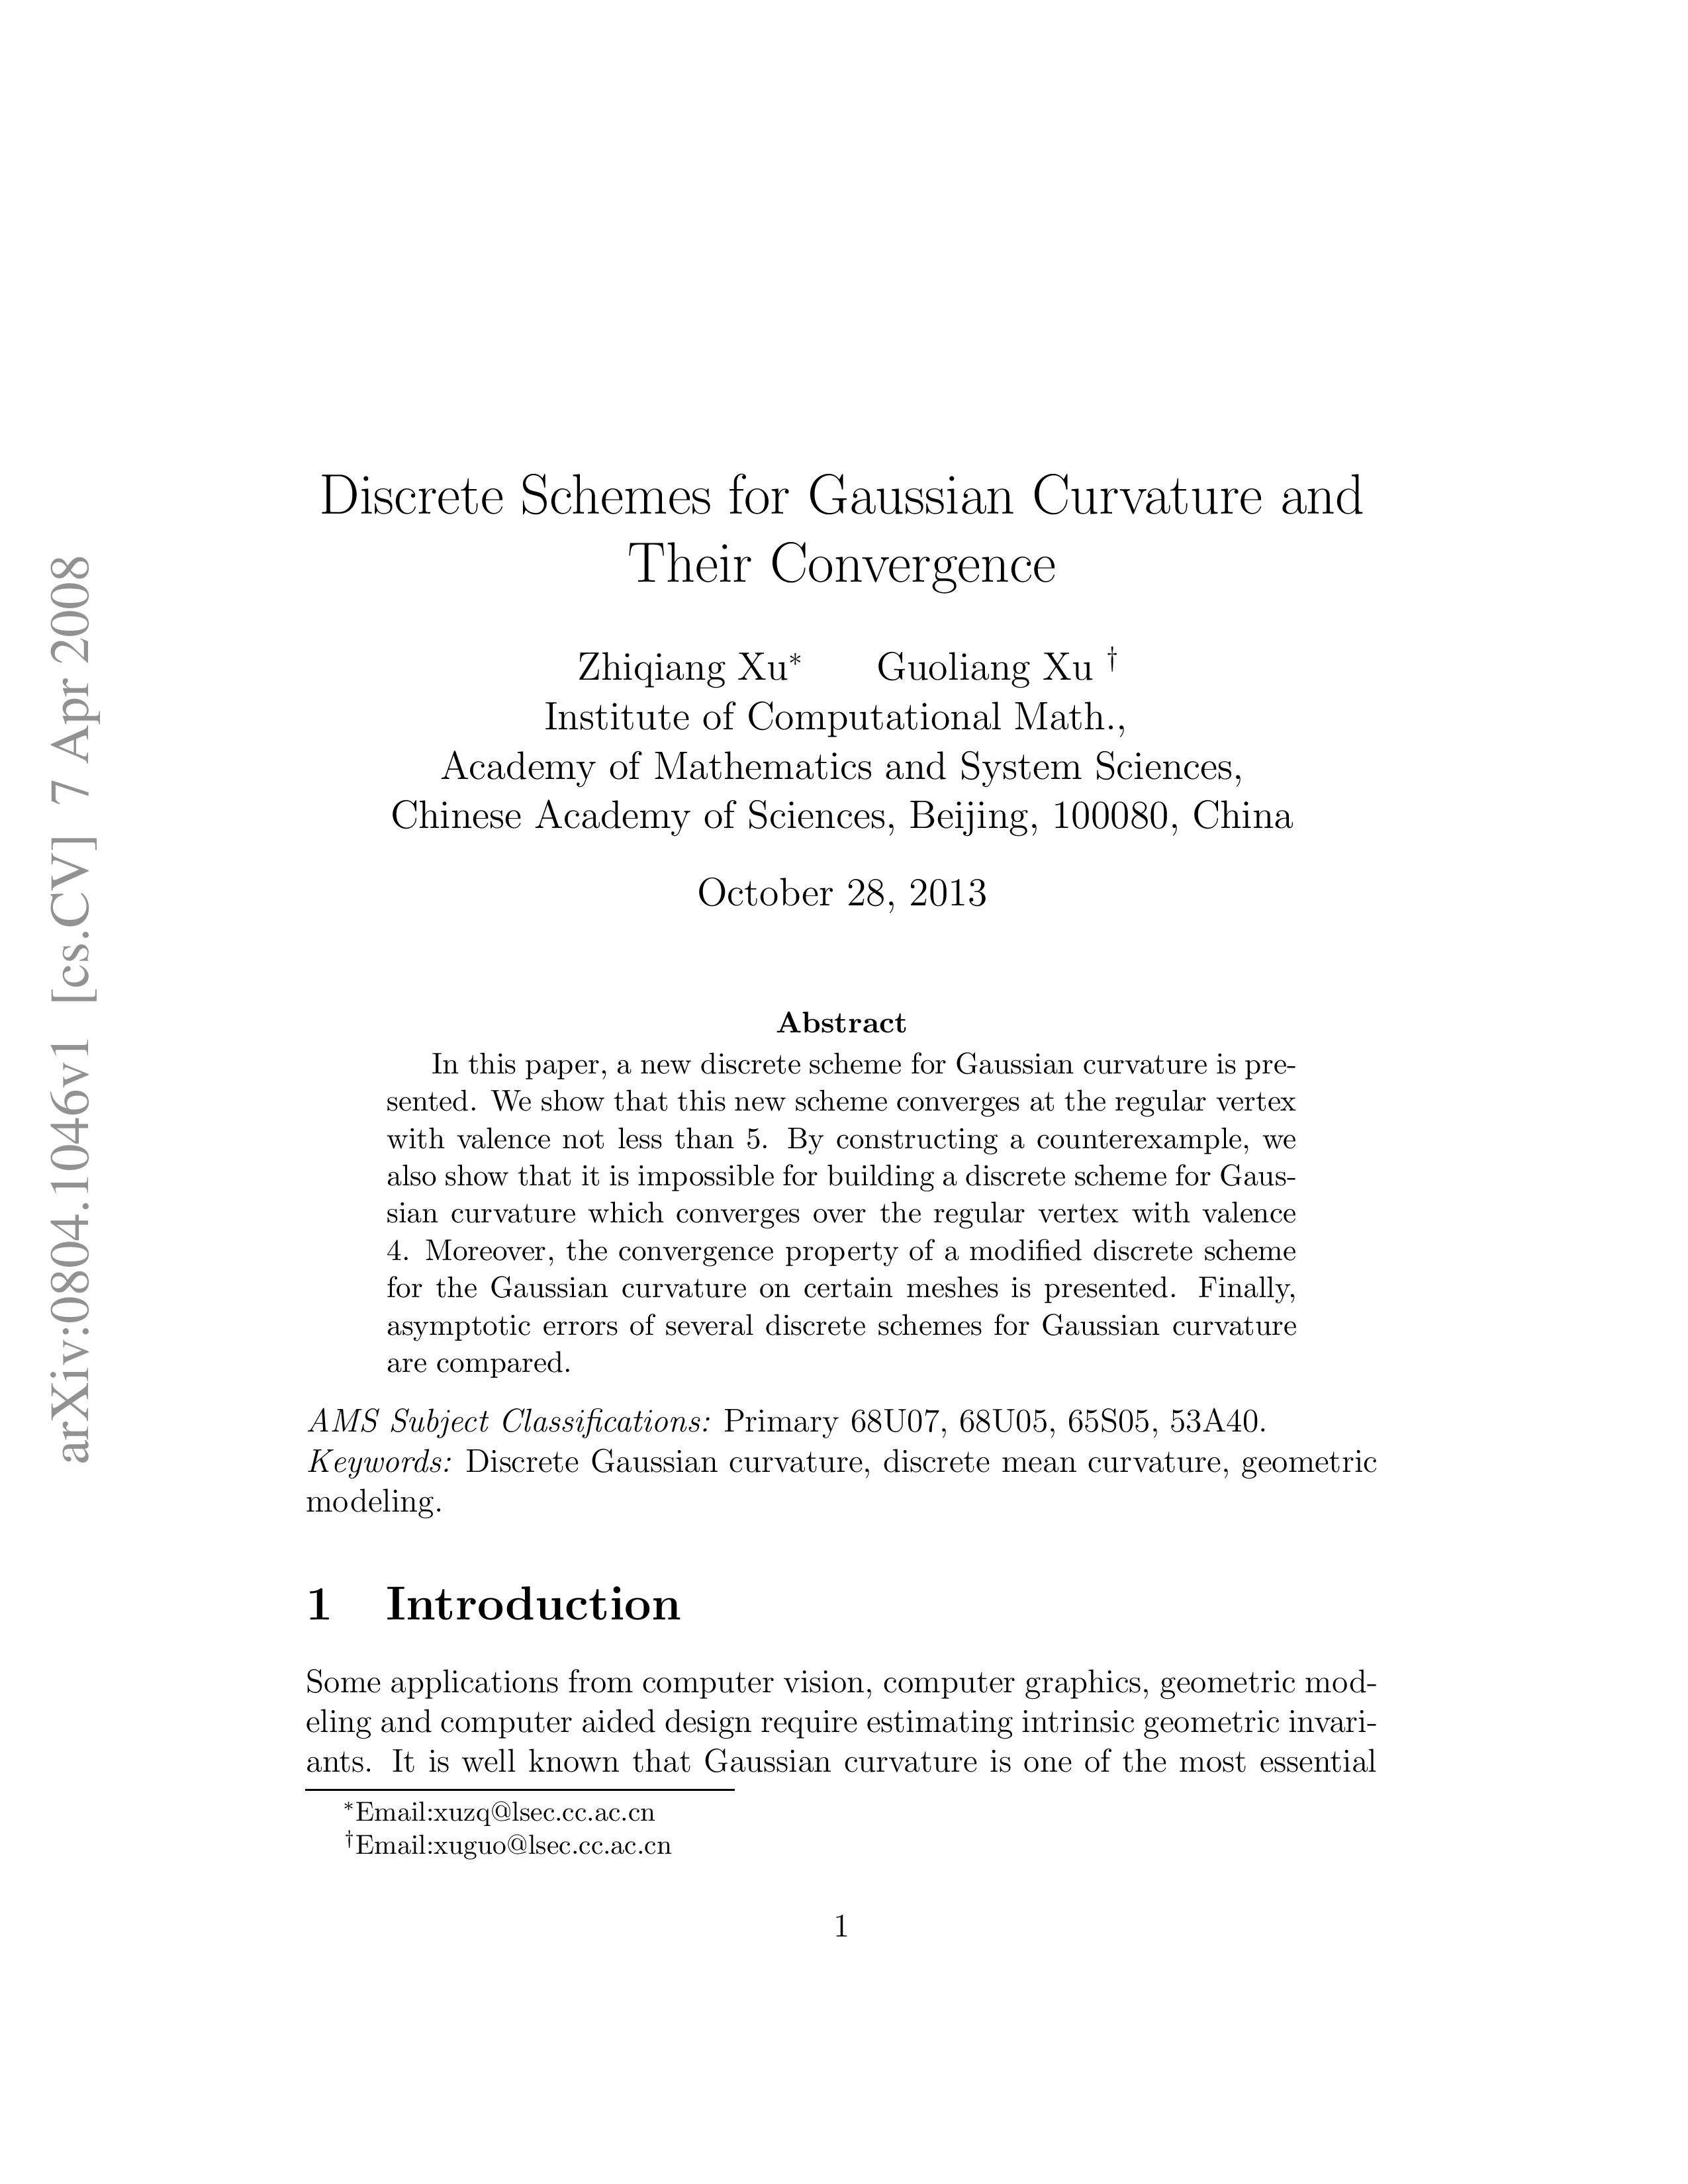 arXiv:0804.1046v1 [cs.CV] 7 Apr 2008
Discrete Schemes for Gaussian Curvature and
Their Convergence
Zhiqiang Xu* Guoliang Xu †
Institute of Computational Math.,
Academy of Mathematics and System Sciences,
Chinese Academy of Sciences, Beijing, 100080, China
October 28, 2013
Abstract
In this paper, a new discrete scheme for Gaussian curvature is pre-
sented. We show that this new scheme converges at the regular vertex
with valence not less than 5. By constructing a counterexample, we
also show that it is impossible for building a discrete scheme for Gaus-
sian curvature which converges over the regular vertex with valence
4. Moreover, the convergence property of a modified discrete scheme
for the Gaussian curvature on certain meshes is presented. Finally,
asymptotic errors of several discrete schemes for Gaussian curvature
are compared.
AMS Subject Classifications: Primary 68U07, 68U05, 65S05, 53A40.
Keywords: Discrete Gaussian curvature, discrete mean curvature, geometric
modeling.
1 Introduction
Some applications from computer vision, computer graphics, geometric mod-
eling and computer aided design require estimating intrinsic geometric invari-
ants. It is well known that Gaussian curvature is one of the most essential
*Email:xuzq@lsec.cc.ac.cn
†Email:xuguo@lsec.cc.ac.cn
1